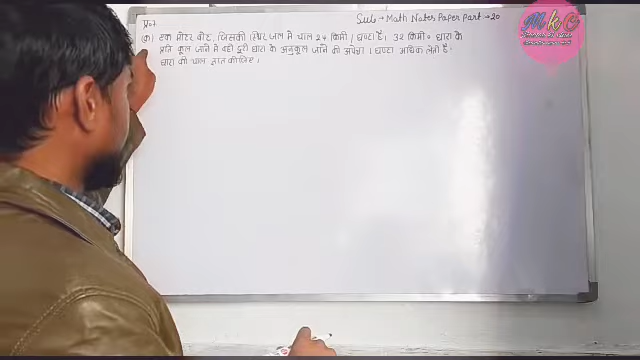 Sub → Math Notes Paper Part → 20
(क) एक मोटर बोट, जिसकी स्थिर जल में चाल 24 किमी / घण्टा है, 32 किमी० धारा के
प्रति कूल जाने में वही दूरी धारा के अनुकूल जाने की अपेक्षा 1 घण्टा अधिक लेती है।
धारा की चाल ज्ञात कीजिए।
MKC